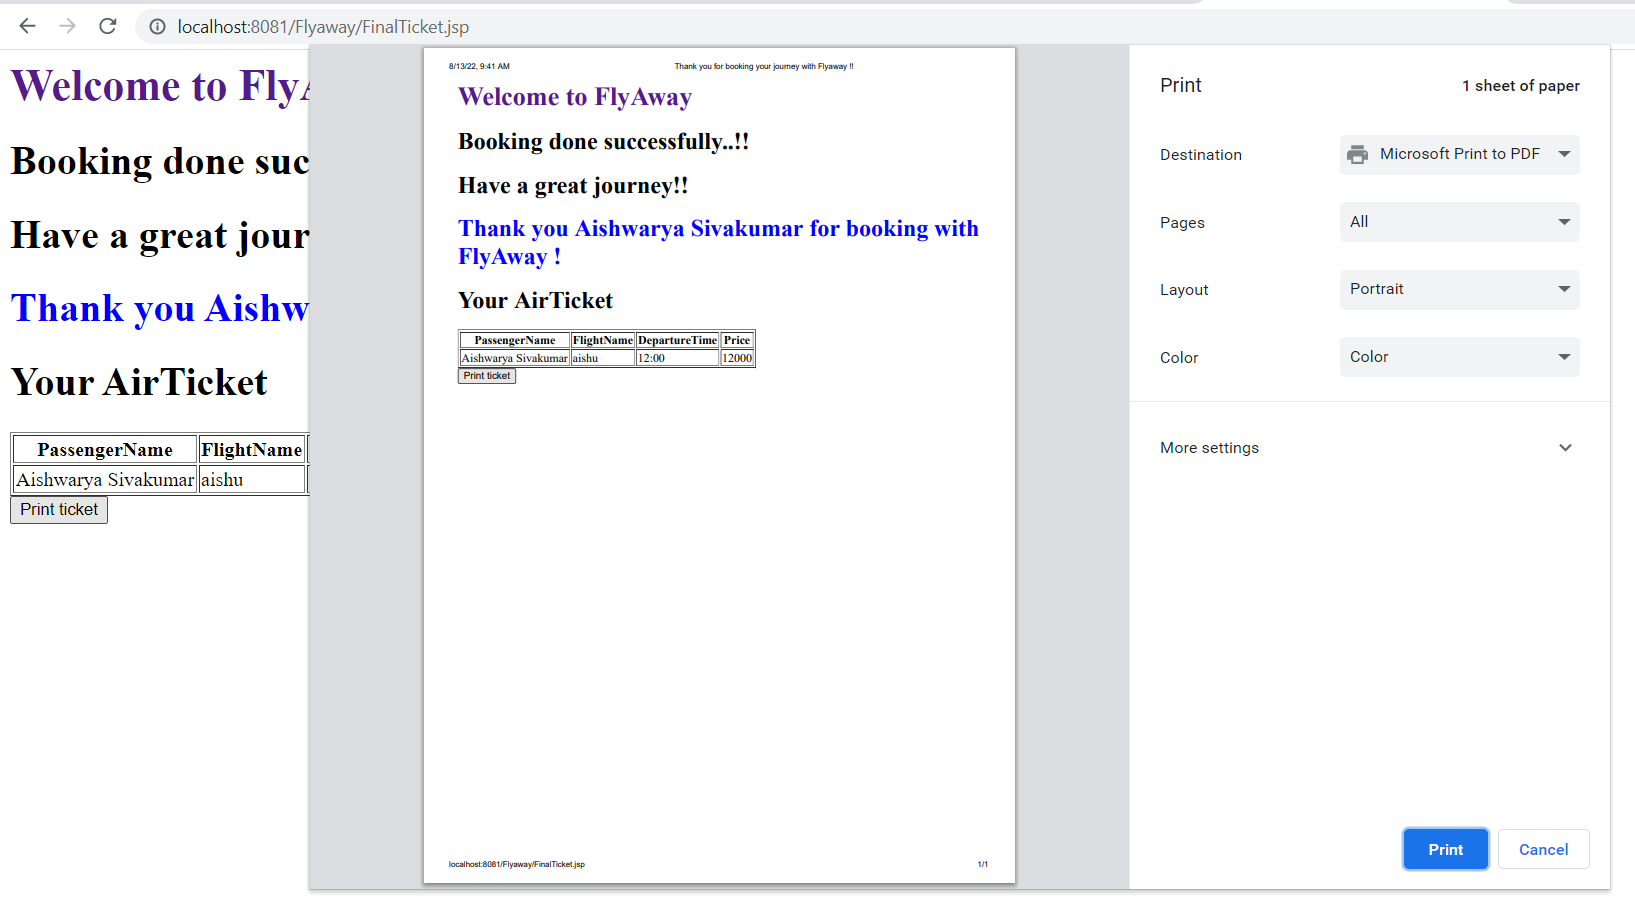 localhost:8081/Flyaway/FinalTicket.jsp
Welcome to FlyA
Booking done suc
Have a great jour
Thank you Aishw
Your AirTicket
PassengerName FlightName
Aishwarya Sivakumar aishu
Print ticket
8/13/22, 9:41 AM Thank you for booking your journey with Flyaway !!
Welcome to FlyAway
Booking done successfully..!!
Have a great journey!!
Thank you Aishwarya Sivakumar for booking with
FlyAway !
Your AirTicket
PassengerName FlightName DepartureTime Price
Aishwarya Sivakumar aishu 12:00 12000
Print ticket
localhost:8081/Flyaway/FinalTicket.jsp 1/1
Print 1 sheet of paper
Destination Microsoft Print to PDF
Pages All
Layout Portrait
Color Color
More settings
Print Cancel